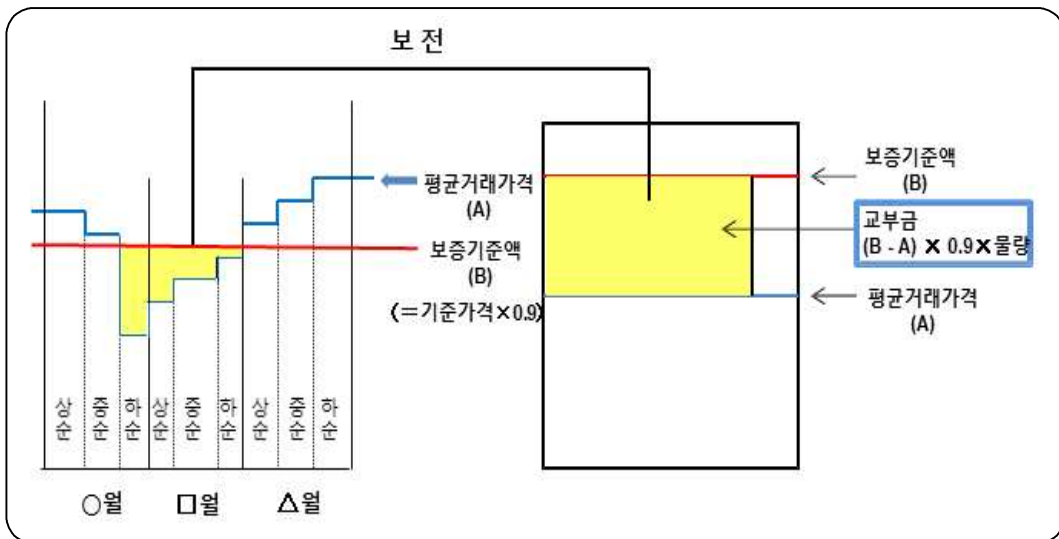 보 전
평균거래가격
(A)
보증기준액
(B)
(=기준가격×0.9)
상순
중순
하순
상순
중순
하순
상순
중순
하순
○월
□월
△월
보증기준액
(B)
교부금
(B - A) × 0.9×물량
평균거래가격
(A)